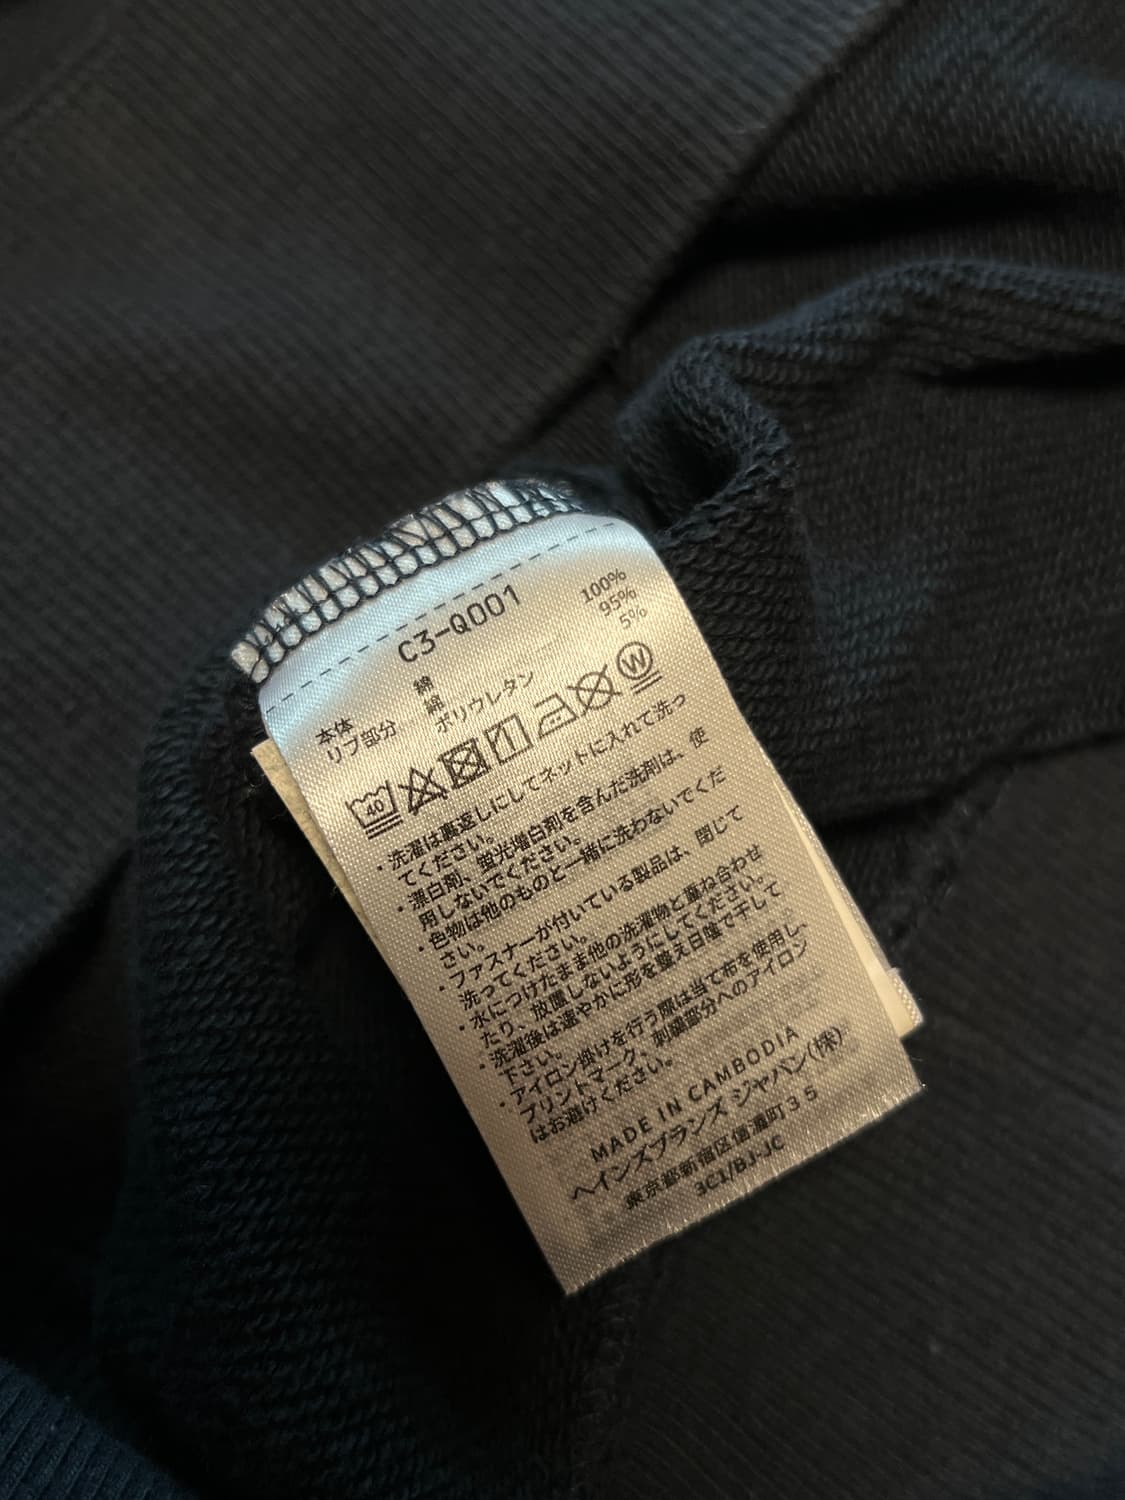 C3-Q001
本体 綿 100%
リブ部分 綿 95%
ポリウレタン 5%
40 W
・洗濯は裏返しにしてネットに入れて洗っ
てください。
・漂白剤、蛍光増白剤を含んだ洗剤は、使
用しないでください。
・色物は他のものと一緒に洗わないでくだ
さい。
・ファスナーが付いている製品は、閉じて
洗ってください。
・水につけたまま他の洗濯物と重ね合わせ
たり、放置しないようにしてください。
・洗濯後は速やかに形を整え日陰で干して
下さい。
・アイロン掛けを行う際は当て布を使用し、
プリントマーク、刺繍部分へのアイロン
はお避けください。
MADE IN CAMBODIA
ヘインズブランズ ジャパン(株)
東京都新宿区信濃町35
3C1/BJ-JC